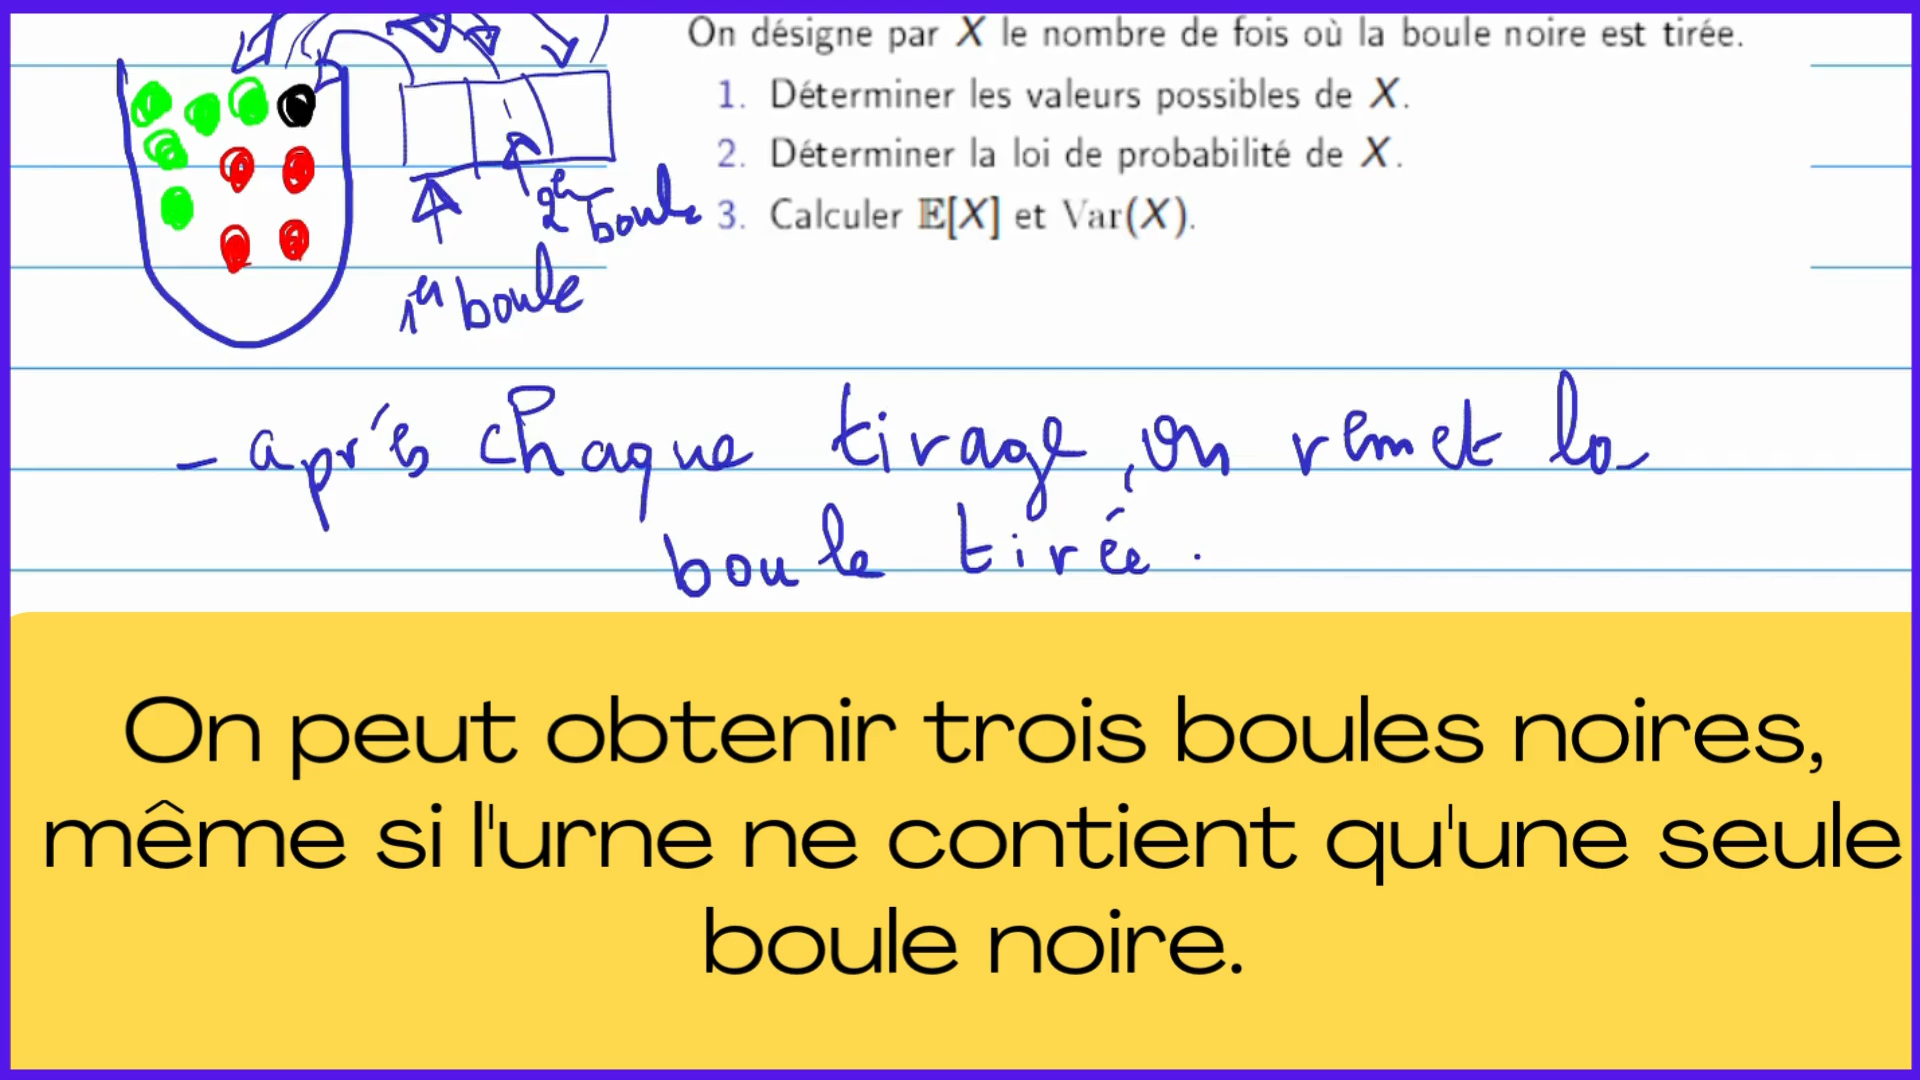 On désigne par X le nombre de fois où la boule noire est tirée.
1. Déterminer les valeurs possibles de X.
2. Déterminer la loi de probabilité de X.
3. Calculer 𝔼[X] et Var(X).
2è boule
1er boule
- après chaque tirage, on remet la
boule tirée.
On peut obtenir trois boules noires,
même si l'urne ne contient qu'une seule
boule noire.